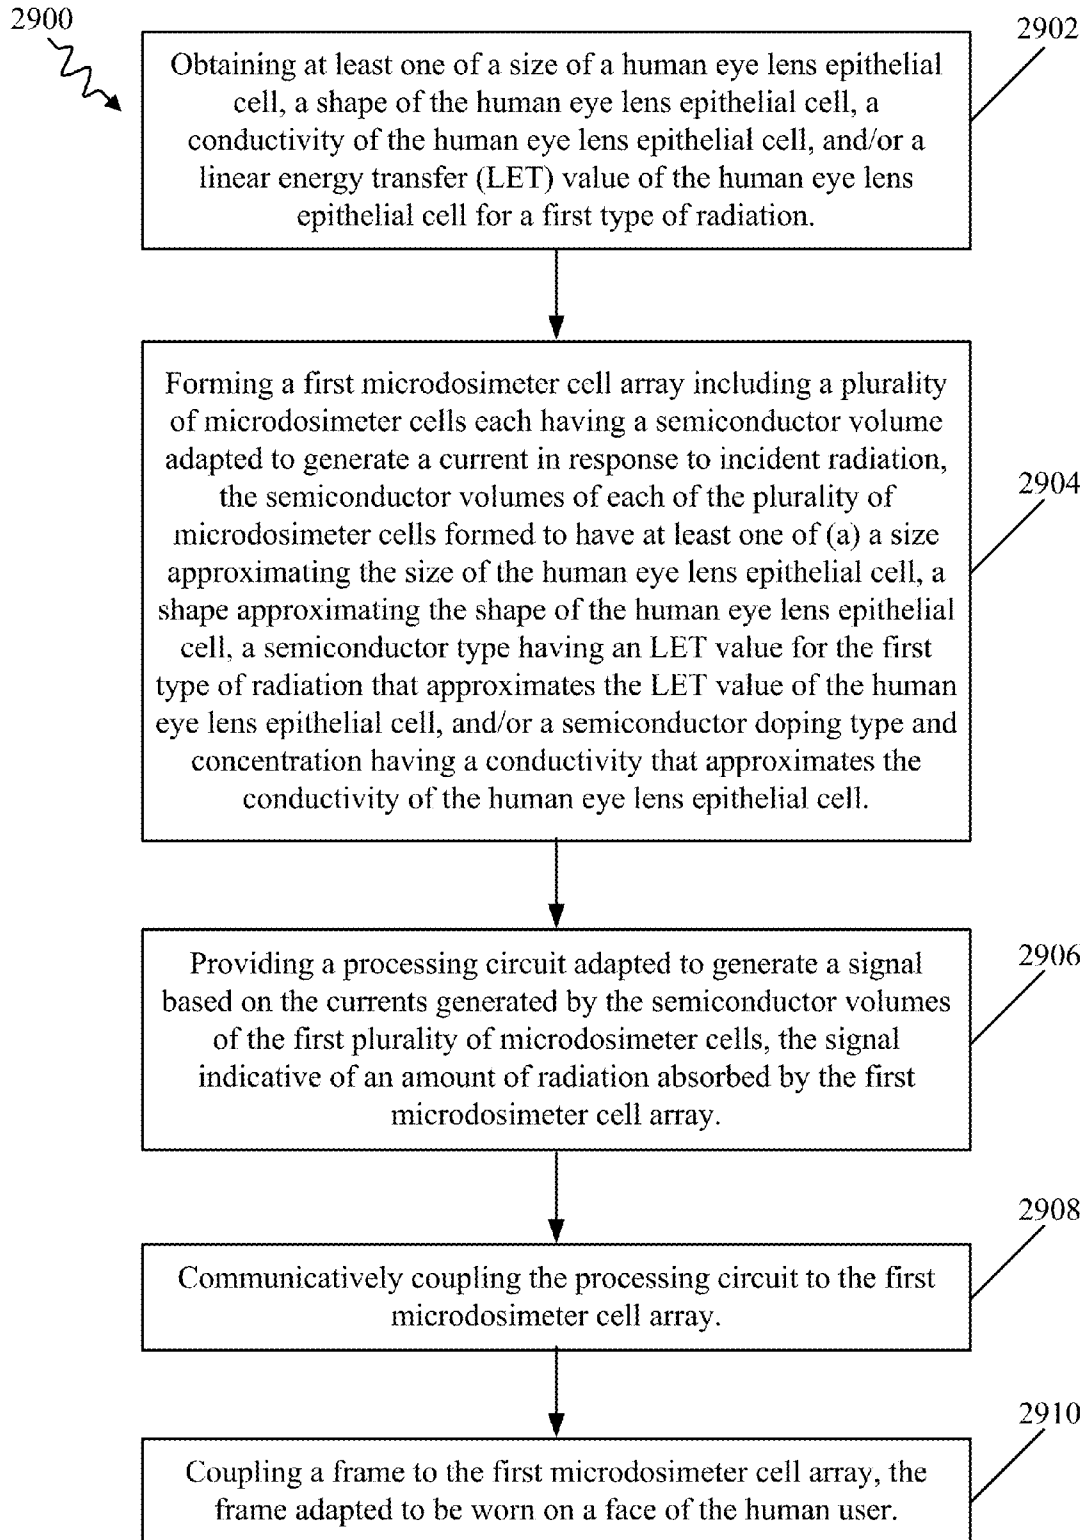 2900
2902
Obtaining at least one of a size of a human eye lens epithelial
cell, a shape of the human eye lens epithelial cell, a
conductivity of the human eye lens epithelial cell, and/or a
linear energy transfer (LET) value of the human eye lens
epithelial cell for a first type of radiation.
2904
Forming a first microdosimeter cell array including a plurality
of microdosimeter cells each having a semiconductor volume
adapted to generate a current in response to incident radiation,
the semiconductor volumes of each of the plurality of
microdosimeter cells formed to have at least one of (a) a size
approximating the size of the human eye lens epithelial cell, a
shape approximating the shape of the human eye lens epithelial
cell, a semiconductor type having an LET value for the first
type of radiation that approximates the LET value of the human
eye lens epithelial cell, and/or a semiconductor doping type and
concentration having a conductivity that approximates the
conductivity of the human eye lens epithelial cell.
2906
Providing a processing circuit adapted to generate a signal
based on the currents generated by the semiconductor volumes
of the first plurality of microdosimeter cells, the signal
indicative of an amount of radiation absorbed by the first
microdosimeter cell array.
2908
Communicatively coupling the processing circuit to the first
microdosimeter cell array.
2910
Coupling a frame to the first microdosimeter cell array, the
frame adapted to be worn on a face of the human user.